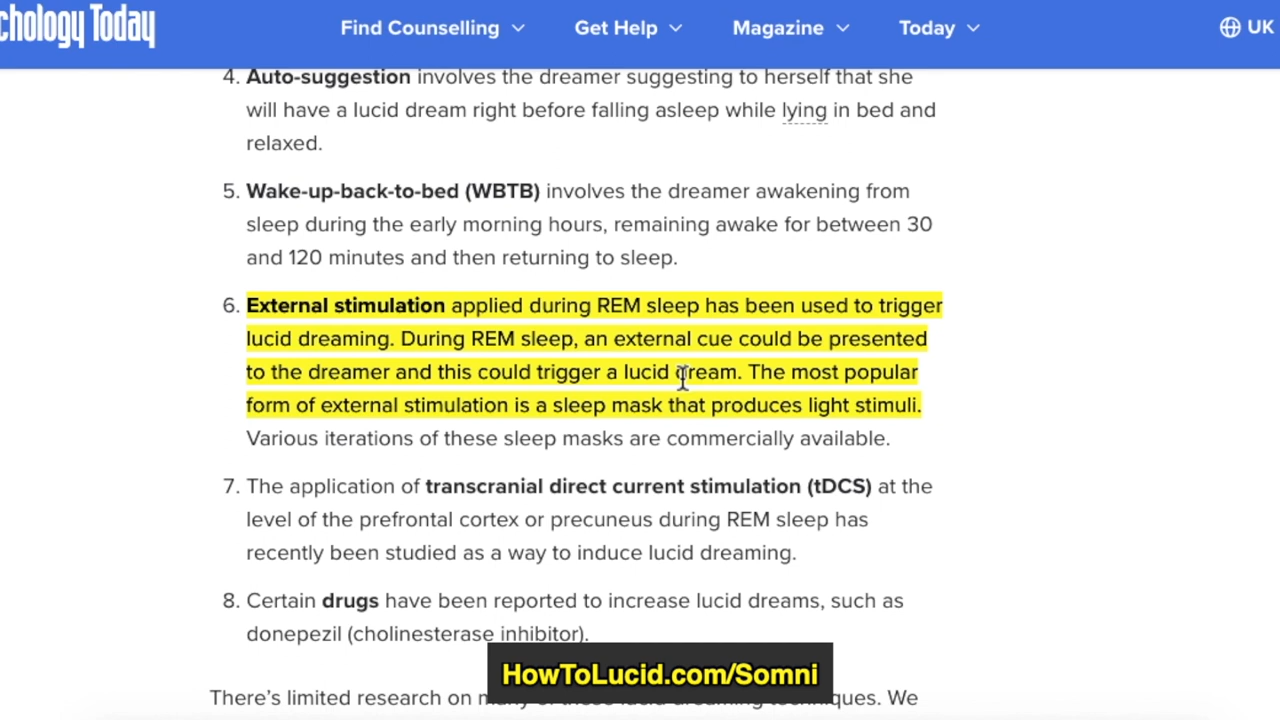 chology Today
Find Counselling
Get Help
Magazine
Today
UK
4. Auto-suggestion involves the dreamer suggesting to herself that she
will have a lucid dream right before falling asleep while lying in bed and
relaxed.
5. Wake-up-back-to-bed (WBTB) involves the dreamer awakening from
sleep during the early morning hours, remaining awake for between 30
and 120 minutes and then returning to sleep.
6. External stimulation applied during REM sleep has been used to trigger
lucid dreaming. During REM sleep, an external cue could be presented
to the dreamer and this could trigger a lucid dream. The most popular
form of external stimulation is a sleep mask that produces light stimuli.
Various iterations of these sleep masks are commercially available.
7. The application of transcranial direct current stimulation (tDCS) at the
level of the prefrontal cortex or precuneus during REM sleep has
recently been studied as a way to induce lucid dreaming.
8. Certain drugs have been reported to increase lucid dreams, such as
donepezil (cholinesterase inhibitor).
HowToLucid.com/Somni
There's limited research on many of these lucid dreaming techniques. We